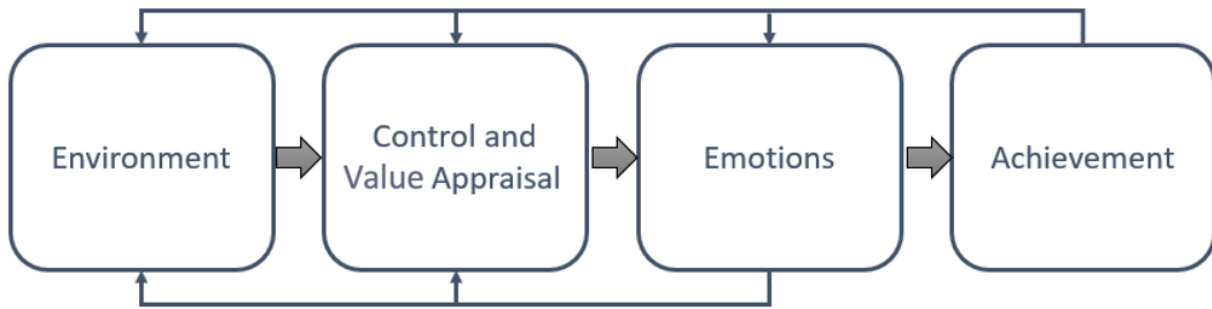 Environment
Control and
Value Appraisal
Emotions
Achievement